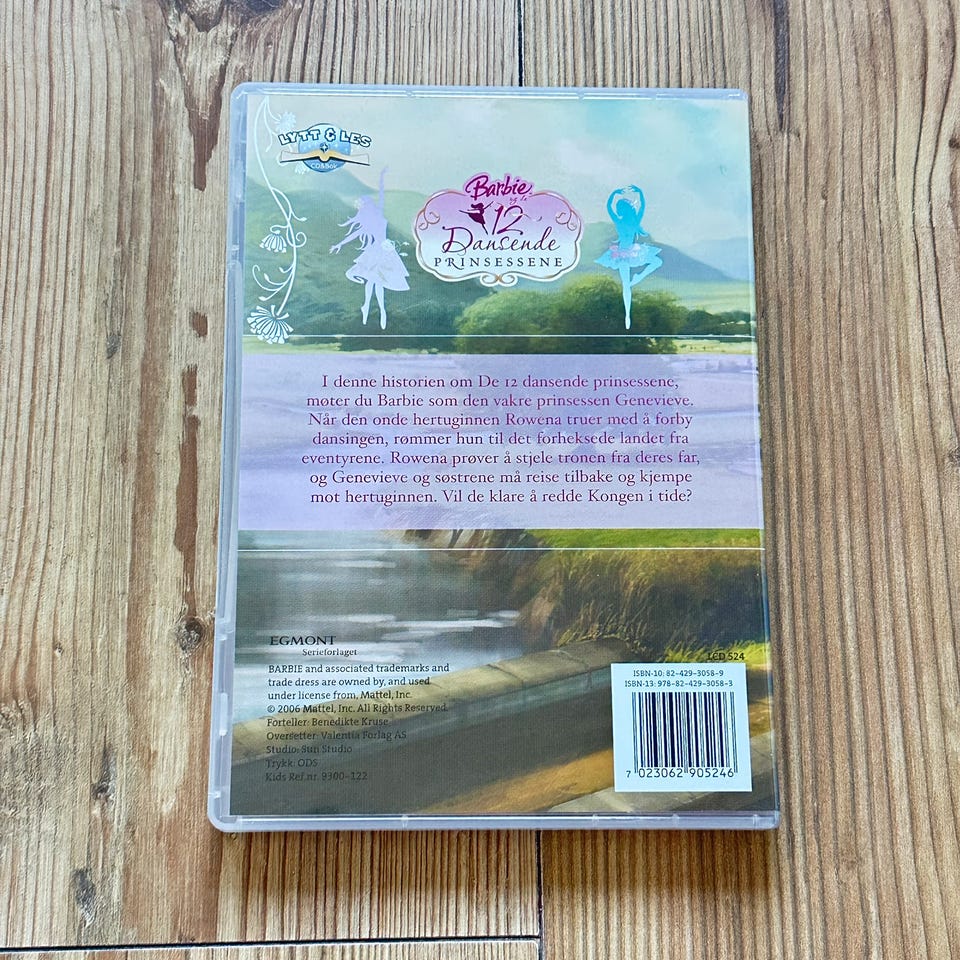 LYTT & LES
CD&Bok
Barbie
og de
12
Dansende
PRINSESSENE
I denne historien om De 12 dansende prinsessene,
møter du Barbie som den vakre prinsessen Genevieve.
Når den onde hertuginnen Rowena truer med å forby
dansingen, rømmer hun til det forheksede landet fra
eventyrene. Rowena prøver å stjele tronen fra deres far,
og Genevieve og søstrene må reise tilbake og kjempe
mot hertuginnen. Vil de klare å redde Kongen i tide?
EGMONT
Serieforlaget
BARBIE and associated trademarks and
trade dress are owned by, and used
under license from, Mattel, Inc.
© 2006 Mattel, Inc. All Rights Reserved.
Forteller: Benedikte Kruse
Oversetter: Valentia Forlag AS
Studio: Sun Studio
Trykk: ODS
Kids Ref.nr. 9300-122
LCD 524
ISBN-10: 82-429-3058-9
ISBN-13: 978-82-429-3058-3
7 023062 905246